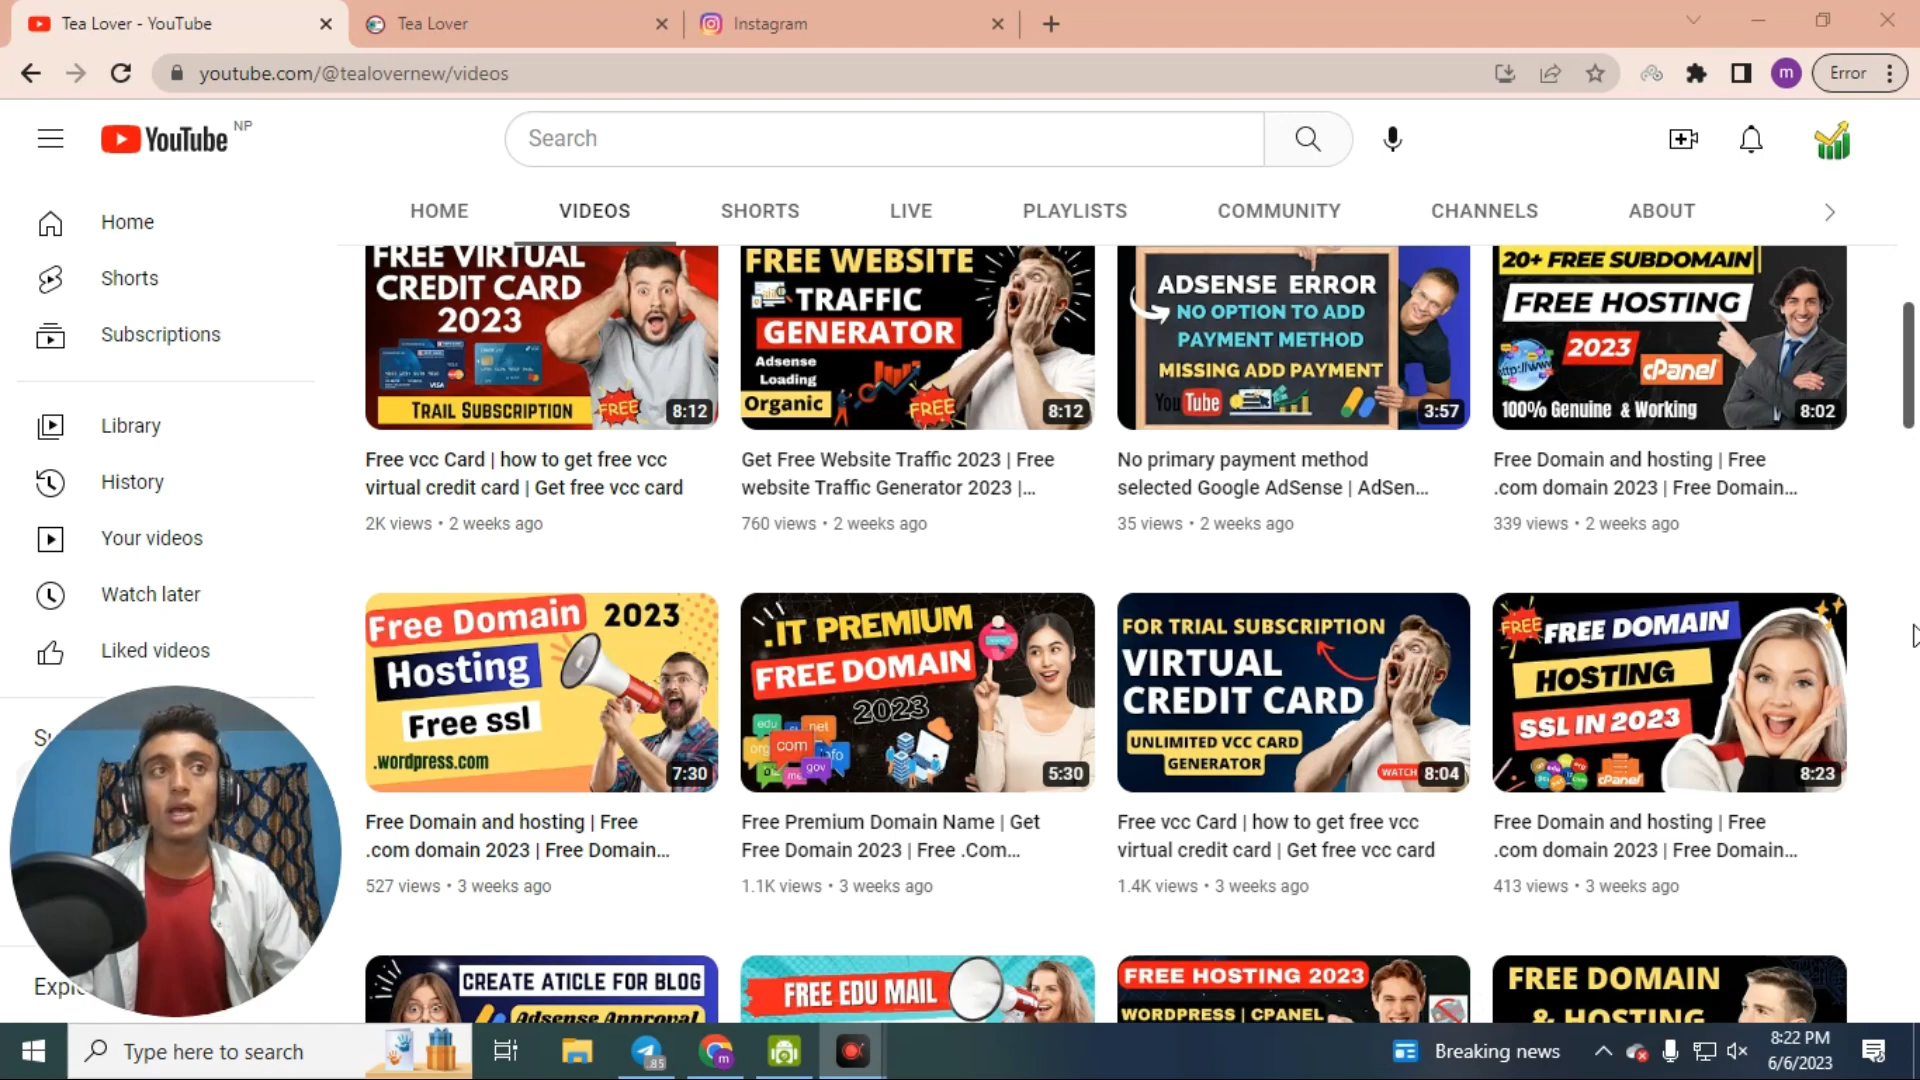 Tea Lover - YouTube
Tea Lover
Instagram
youtube.com/@tealovernew/videos
m
Error
YouTube NP
Search
HOME
VIDEOS
SHORTS
LIVE
PLAYLISTS
COMMUNITY
CHANNELS
ABOUT
Home
Shorts
Subscriptions
Library
History
Your videos
Watch later
Liked videos
FREE VIRTUAL
CREDIT CARD
2023
TRAIL SUBSCRIPTION
FREE
8:12
Free vcc Card | how to get free vcc
virtual credit card | Get free vcc card
2K views • 2 weeks ago
FREE WEBSITE
TRAFFIC
GENERATOR
Adsense
Loading
Organic
FREE
8:12
Get Free Website Traffic 2023 | Free
website Traffic Generator 2023 |...
760 views • 2 weeks ago
ADSENSE ERROR
NO OPTION TO ADD
PAYMENT METHOD
MISSING ADD PAYMENT
YouTube
3:57
No primary payment method
selected Google AdSense | AdSen...
35 views • 2 weeks ago
20+ FREE SUBDOMAIN
FREE HOSTING
2023
http://www
cPanel
100% Genuine & Working
8:02
Free Domain and hosting | Free
.com domain 2023 | Free Domain...
339 views • 2 weeks ago
Free Domain 2023
Hosting
Free ssl
.wordpress.com
7:30
Free Domain and hosting | Free
.com domain 2023 | Free Domain...
527 views • 3 weeks ago
.IT PREMIUM
FREE DOMAIN
2023
edu
net
org
com
info
gov
5:30
Free Premium Domain Name | Get
Free Domain 2023 | Free .Com...
1.1K views • 3 weeks ago
FOR TRIAL SUBSCRIPTION
VIRTUAL
CREDIT CARD
UNLIMITED VCC CARD
GENERATOR
WATCH
8:04
Free vcc Card | how to get free vcc
virtual credit card | Get free vcc card
1.4K views • 3 weeks ago
FREE
FREE DOMAIN
HOSTING
SSL IN 2023
cPanel
8:23
Free Domain and hosting | Free
.com domain 2023 | Free Domain...
413 views • 3 weeks ago
CREATE ATICLE FOR BLOG
Adsense Approval
FREE EDU MAIL
FREE HOSTING 2023
WORDPRESS | CPANEL
FREE DOMAIN
& HOSTING
Type here to search
85
m
Breaking news
8:22 PM
6/6/2023